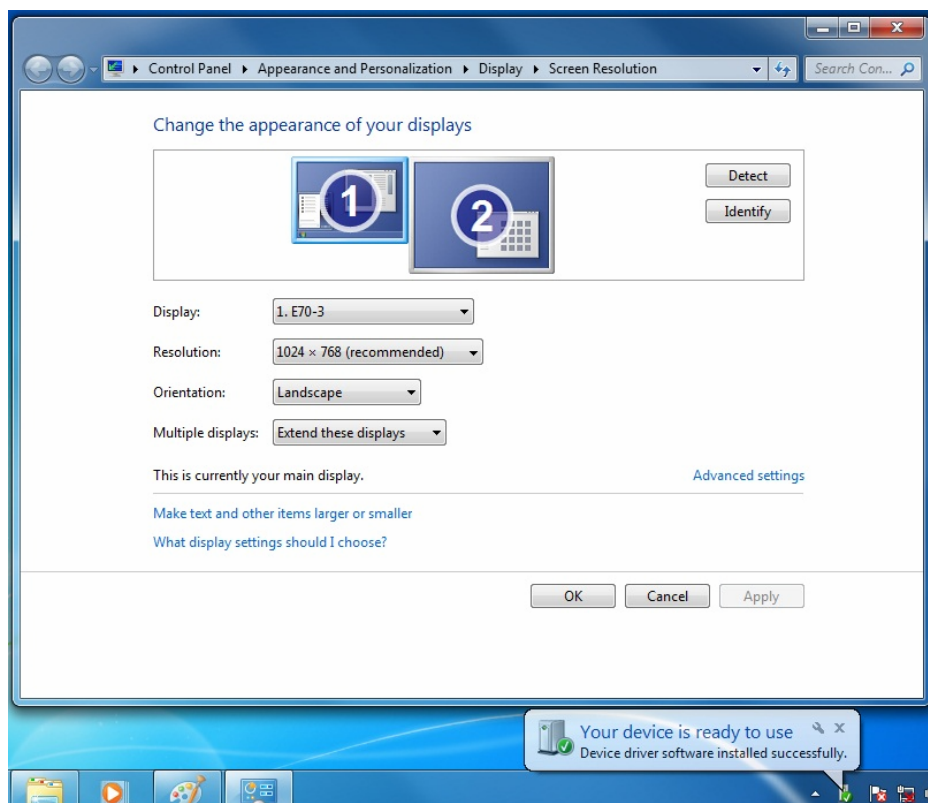 Control Panel ▸ Appearance and Personalization ▸ Display ▸ Screen Resolution
Search Con...
Change the appearance of your displays
1
2
Detect
Identify
Display: 1. E70-3
Resolution: 1024 × 768 (recommended)
Orientation: Landscape
Multiple displays: Extend these displays
This is currently your main display. Advanced settings
Make text and other items larger or smaller
What display settings should I choose?
OK Cancel Apply
Your device is ready to use
Device driver software installed successfully.